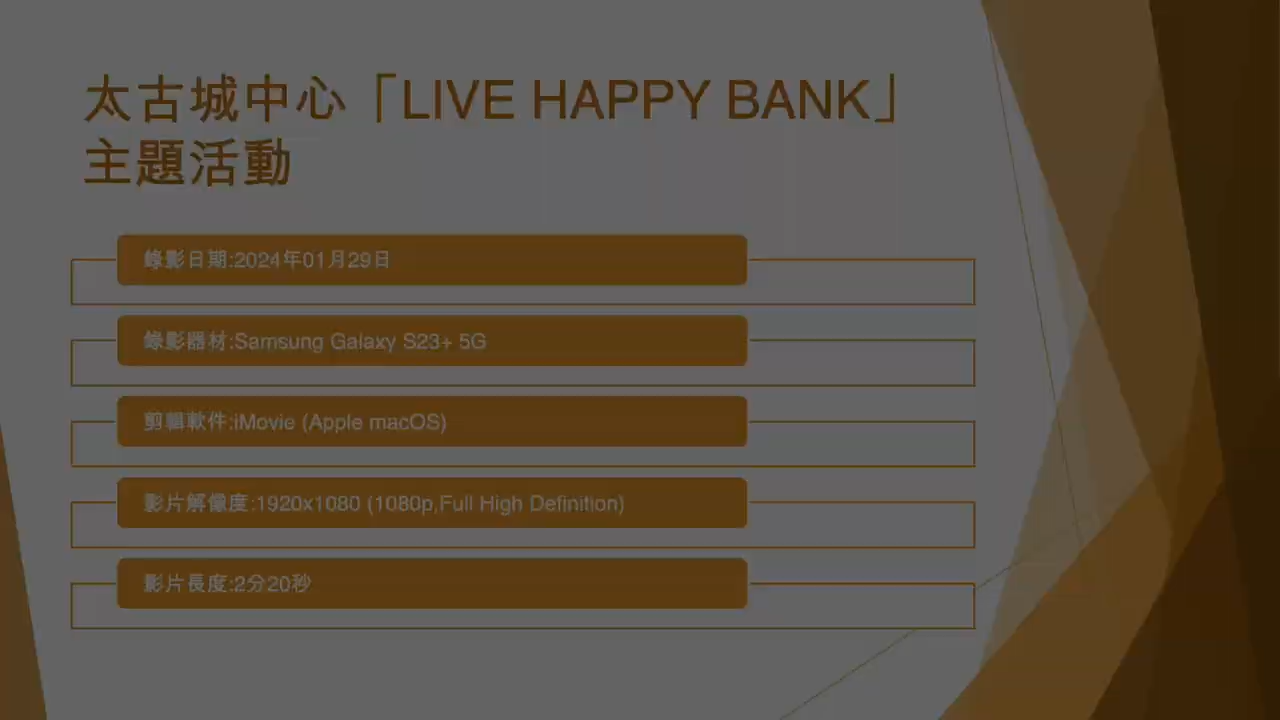 太古城中心「LIVE HAPPY BANK」
主題活動
錄影日期:2024年01月29日
錄影器材:Samsung Galaxy S23+ 5G
剪輯軟件:iMovie (Apple macOS)
影片解像度:1920x1080 (1080p,Full High Definition)
影片長度:2分20秒